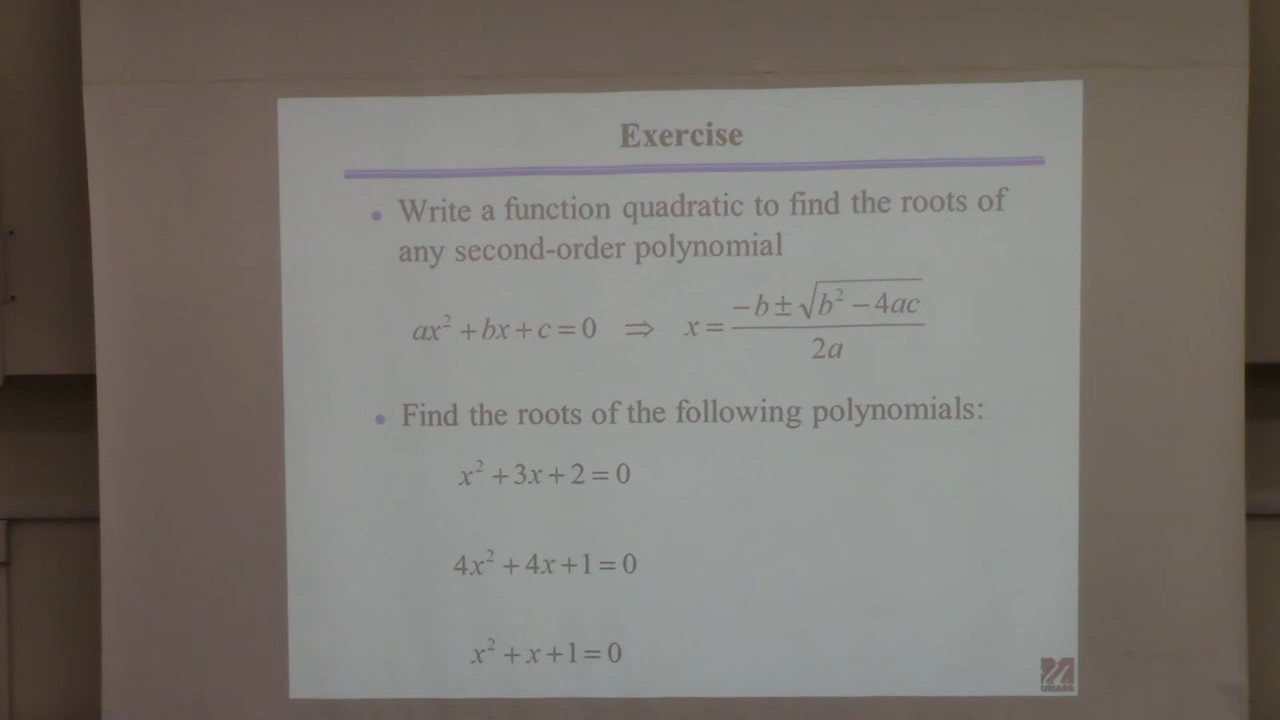 Exercise
• Write a function quadratic to find the roots of
any second-order polynomial
ax² + bx + c = 0 ⇒ x = (-b ± √(b² - 4ac)) / 2a
• Find the roots of the following polynomials:
x² + 3x + 2 = 0
4x² + 4x + 1 = 0
x² + x + 1 = 0
UMASS